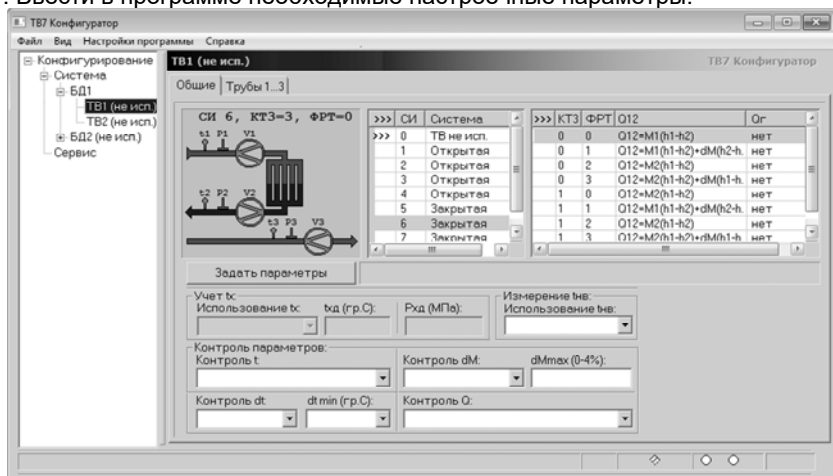 . Ввести в программе необходимые настроечные параметры.
ТВ7 Конфигуратор
Файл Вид Настройки программы Справка
Конфигурирование
Система
БД1
ТВ1 (не исп.)
ТВ2 (не исп.)
БД2 (не исп.)
Сервис
ТВ1 (не исп.) ТВ7 Конфигуратор
Общие Трубы 1...3
СИ 6, КТ3=3, ФРТ=0
t1 P1 V1
t2 P2 V2
t3 P3 V3
>>> СИ Система
>>> 0 ТВ не исп.
1 Открытая
2 Открытая
3 Открытая
4 Открытая
5 Закрытая
6 Закрытая
7 Закрытая
>>> КТ3 ФРТ Q12 Qг
0 0 Q12=M1(h1-h2) нет
0 1 Q12=M1(h1-h2)+dM(h2-h. нет
0 2 Q12=M2(h1-h2) нет
0 3 Q12=M2(h1-h2)+dM(h1-h. нет
1 0 Q12=M1(h1-h2) нет
1 1 Q12=M1(h1-h2)+dM(h2-h. нет
1 2 Q12=M2(h1-h2) нет
1 3 Q12=M2(h1-h2)+dM(h1-h нет
Задать параметры
Учет tx:
Использование tx: txд (гр.С): Pxд (МПа):
Измерение tнв:
Использование tнв:
Контроль параметров:
Контроль t: Контроль dM: dMmax (0-4%):
Контроль dt: dt min (гр.С): Контроль Q: